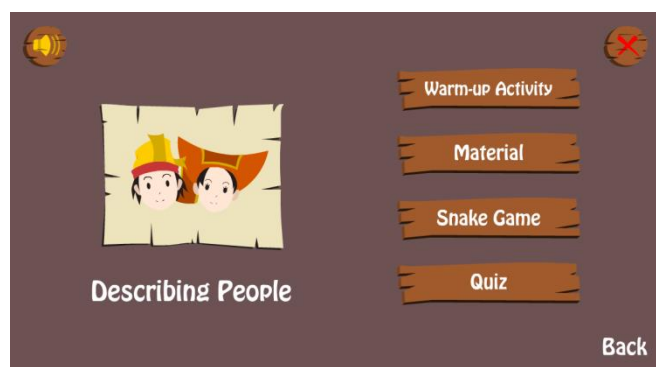 Describing People
Warm-up Activity
Material
Snake Game
Quiz
Back